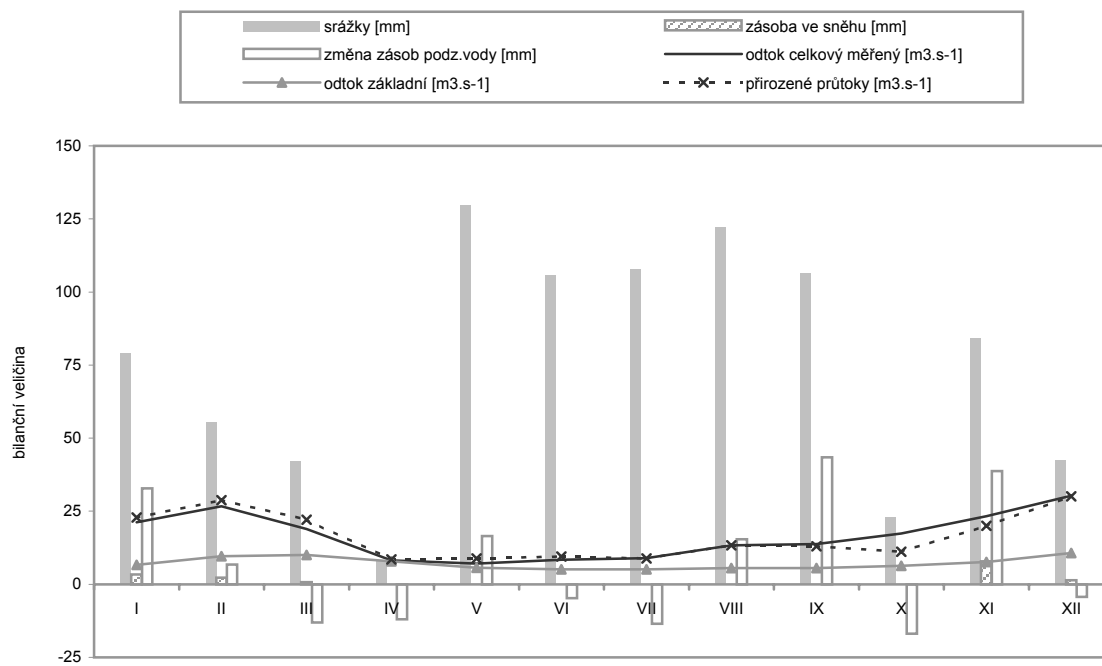 srážky [mm]
zásoba ve sněhu [mm]
změna zásob podz.vody [mm]
odtok celkový měřený [m3.s-1]
odtok základní [m3.s-1]
přirozené průtoky [m3.s-1]
150
125
100
75
50
25
0
-25
bilanční veličina
I II III IV V VI VII VIII IX X XI XII